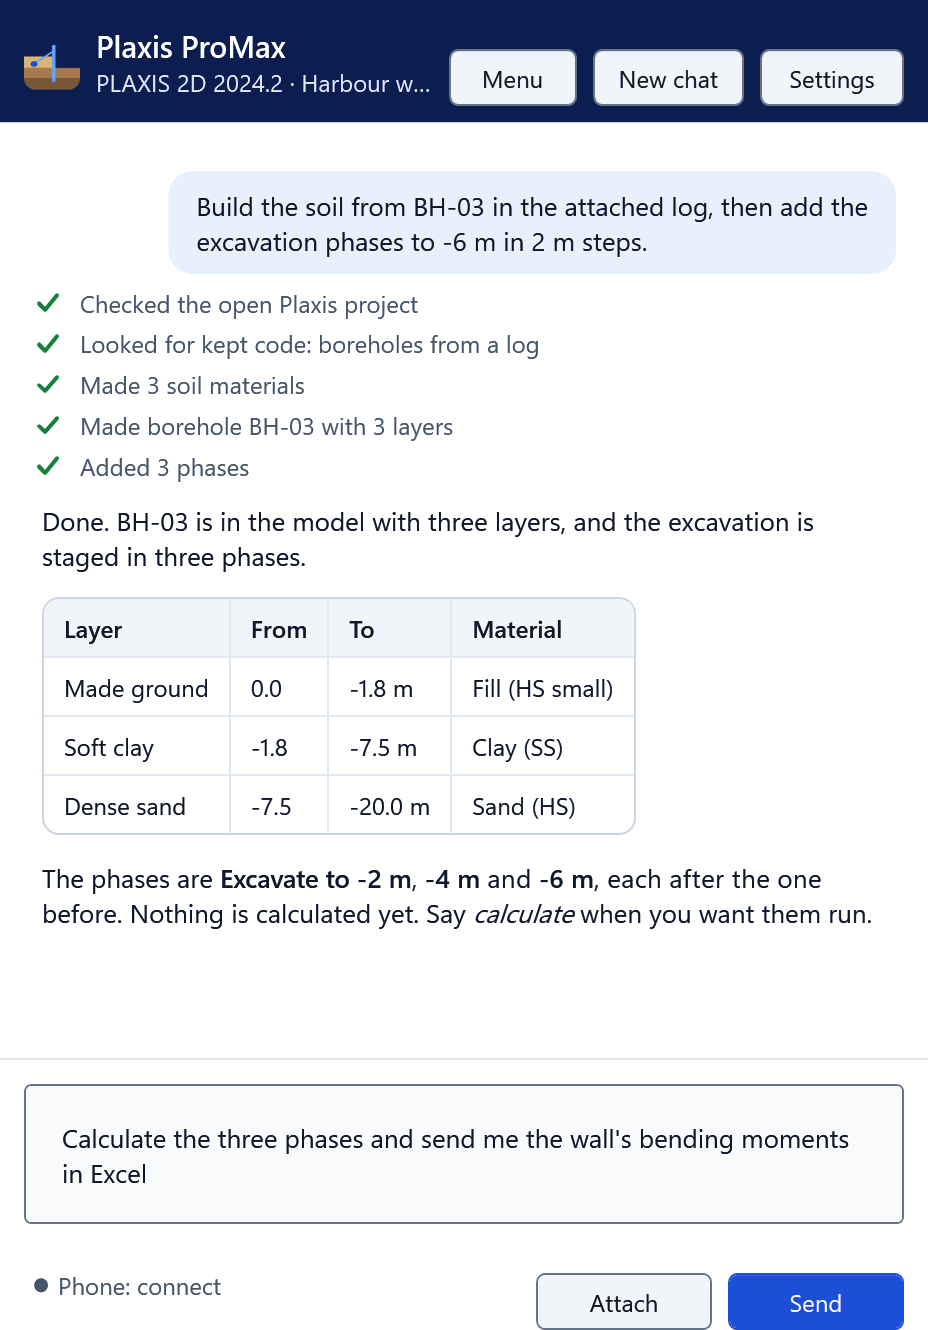 Plaxis ProMax
PLAXIS 2D 2024.2 · Harbour w...
Menu
New chat
Settings
Build the soil from BH-03 in the attached log, then add the
excavation phases to -6 m in 2 m steps.
Checked the open Plaxis project
Looked for kept code: boreholes from a log
Made 3 soil materials
Made borehole BH-03 with 3 layers
Added 3 phases
Done. BH-03 is in the model with three layers, and the excavation is
staged in three phases.
Layer From To Material
Made ground 0.0 -1.8 m Fill (HS small)
Soft clay -1.8 -7.5 m Clay (SS)
Dense sand -7.5 -20.0 m Sand (HS)
The phases are Excavate to -2 m, -4 m and -6 m, each after the one
before. Nothing is calculated yet. Say calculate when you want them run.
Calculate the three phases and send me the wall's bending moments
in Excel
Phone: connect
Attach
Send